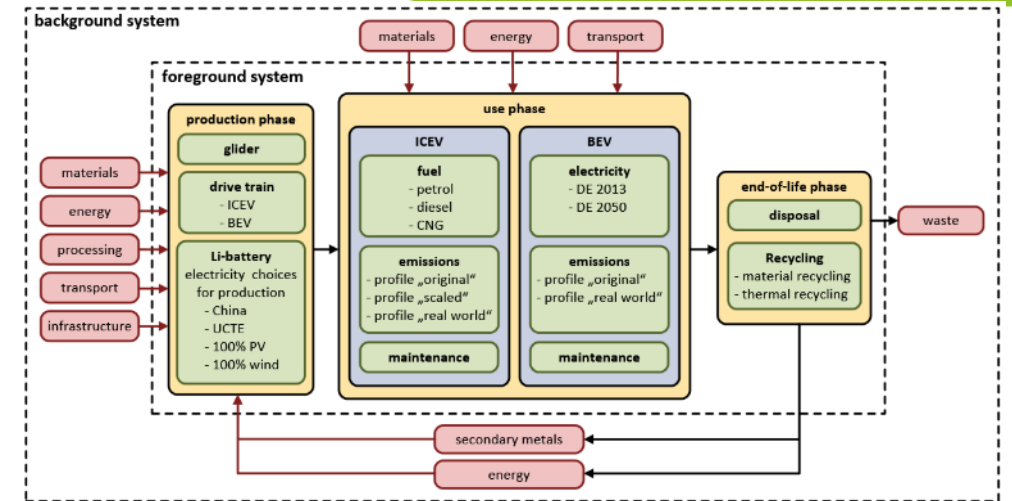 background system
materials
energy
transport
foreground system
production phase
glider
drive train
- ICEV
- BEV
Li-battery
electricity choices
for production
- China
- UCTE
- 100% PV
- 100% wind
materials
energy
processing
transport
infrastructure
use phase
ICEV
fuel
- petrol
- diesel
- CNG
emissions
- profile „original“
- profile „scaled“
- profile „real world“
maintenance
BEV
electricity
- DE 2013
- DE 2050
emissions
- profile „original“
- profile „real world“
maintenance
end-of-life phase
disposal
Recycling
- material recycling
- thermal recycling
waste
secondary metals
energy